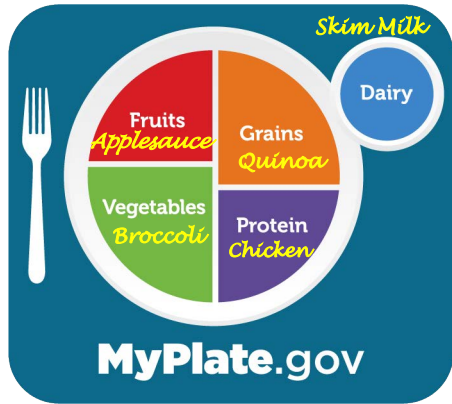 Skim Milk
Dairy
Fruits
Applesauce
Grains
Quinoa
Vegetables
Broccoli
Protein
Chicken
MyPlate.gov